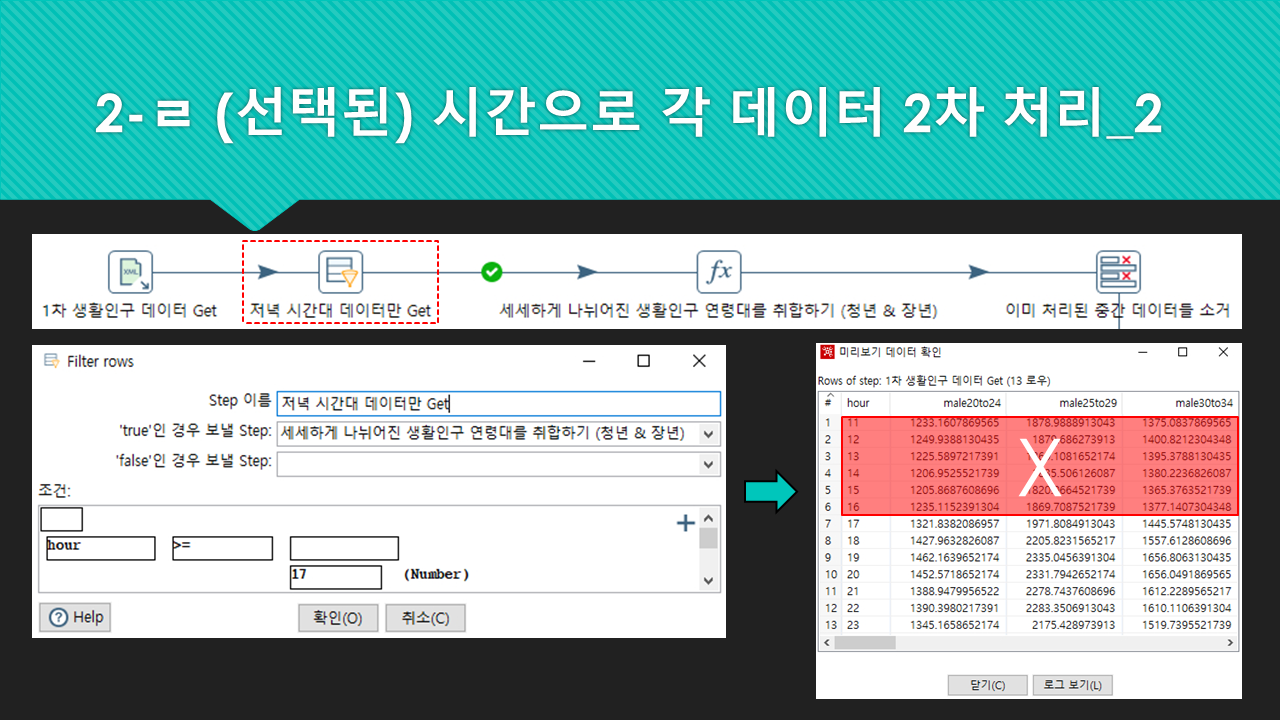 2-ㄹ (선택된) 시간으로 각 데이터 2차 처리_2
XML
fx
1차 생활인구 데이터 Get
저녁 시간대 데이터만 Get
세세하게 나뉘어진 생활인구 연령대를 취합하기 (청년 & 장년)
이미 처리된 중간 데이터들 소거
Filter rows
Step 이름 저녁 시간대 데이터만 Get
'true'인 경우 보낼 Step: 세세하게 나뉘어진 생활인구 연령대를 취합하기 (청년 & 장년)
'false'인 경우 보낼 Step:
조건:
hour >=
17 (Number)
Help 확인(O) 취소(C)
미리보기 데이터 확인
Rows of step: 1차 생활인구 데이터 Get (13 로우)
# hour male20to24 male25to29 male30to34
1 11 1233.1607869565 1878.9888913043 1375.0837869565
2 12 1249.9388130435 1400.8212304348
3 13 1225.5897217391 1395.3788130435
4 14 1206.9525521739 1380.2236826087
5 15 1205.8687608696 1365.3763521739
6 16 1235.1152391304 1869.7087521739 1377.1407304348
X
7 17 1321.8382086957 1971.8084913043 1445.5748130435
8 18 1427.9632826087 2205.8231565217 1557.6128608696
9 19 1462.1639652174 2335.0456391304 1656.8063130435
10 20 1452.5718652174 2331.7942652174 1656.0491869565
11 21 1388.9479956522 2278.7437608696 1612.2289565217
12 22 1390.3980217391 2283.3506913043 1610.1106391304
13 23 1345.1658652174 2175.428973913 1519.7395521739
닫기(C) 로그 보기(L)